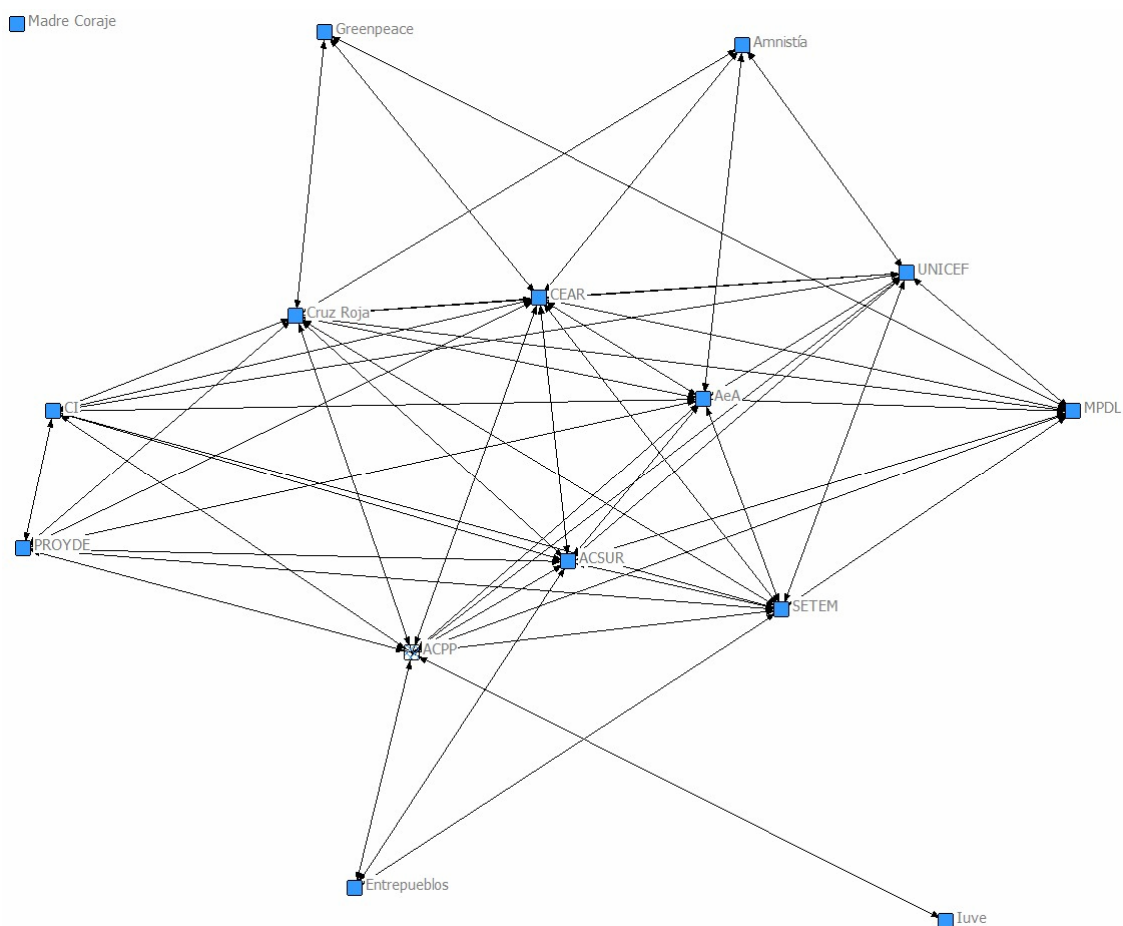 Madre Coraje
Greenpeace
Amnistía
UNICEF
CEAR
Cruz Roja
AeA
CI
MPDL
PROYDE
ACSUR
SETEM
ACPP
Entrepueblos
Iuve